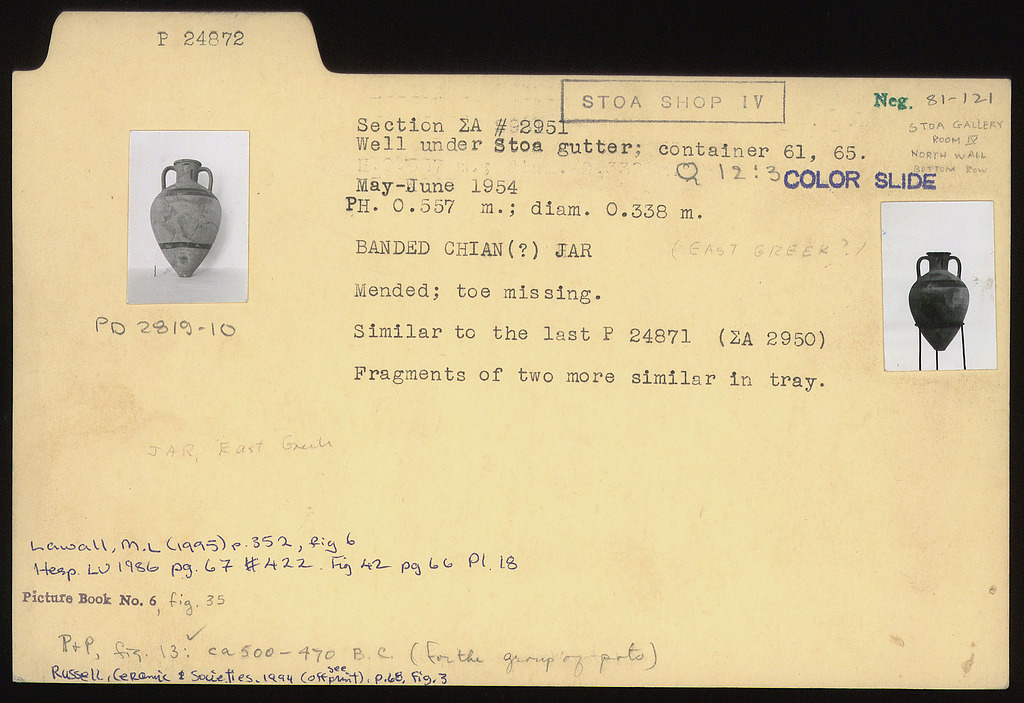 P 24872
STOA SHOP IV
Neg. 81-121
STOA GALLERY
ROOM IV
NORTH WALL
BOTTOM ROW
Section ΣΑ # 2951
Well under Stoa gutter; container 61, 65.
Q 12:3 COLOR SLIDE
May-June 1954
PH. 0.557 m.; diam. 0.338 m.
BANDED CHIAN(?) JAR (EAST GREEK?)
Mended; toe missing.
PD 2819-10
Similar to the last P 24871 (ΣΑ 2950)
Fragments of two more similar in tray.
JAR, East Greek
Lawall, M.L (1995) p. 352, fig 6
Hesp. LV 1986 pg. 67 #422. Fig 42 pg 66 Pl. 18
Picture Book No. 6, fig. 35
P+P, fig. 13: ca 500-470 B.C. (for the group of pots)
Russell, Ceramic & Societies. 1994 (see offprint). p.68, Fig. 3